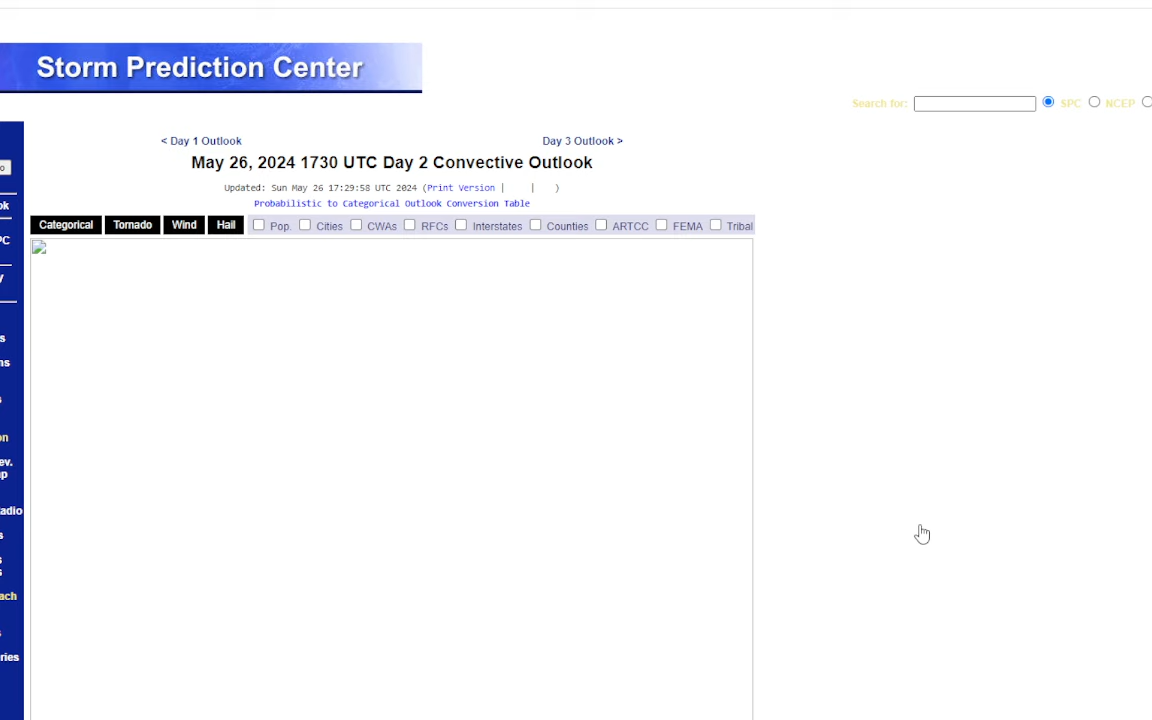 Storm Prediction Center
Search for: SPC NCEP
< Day 1 Outlook Day 3 Outlook >
May 26, 2024 1730 UTC Day 2 Convective Outlook
Updated: Sun May 26 17:29:58 UTC 2024 (Print Version | | )
Probabilistic to Categorical Outlook Conversion Table
Categorical Tornado Wind Hail Pop. Cities CWAs RFCs Interstates Counties ARTCC FEMA Tribal